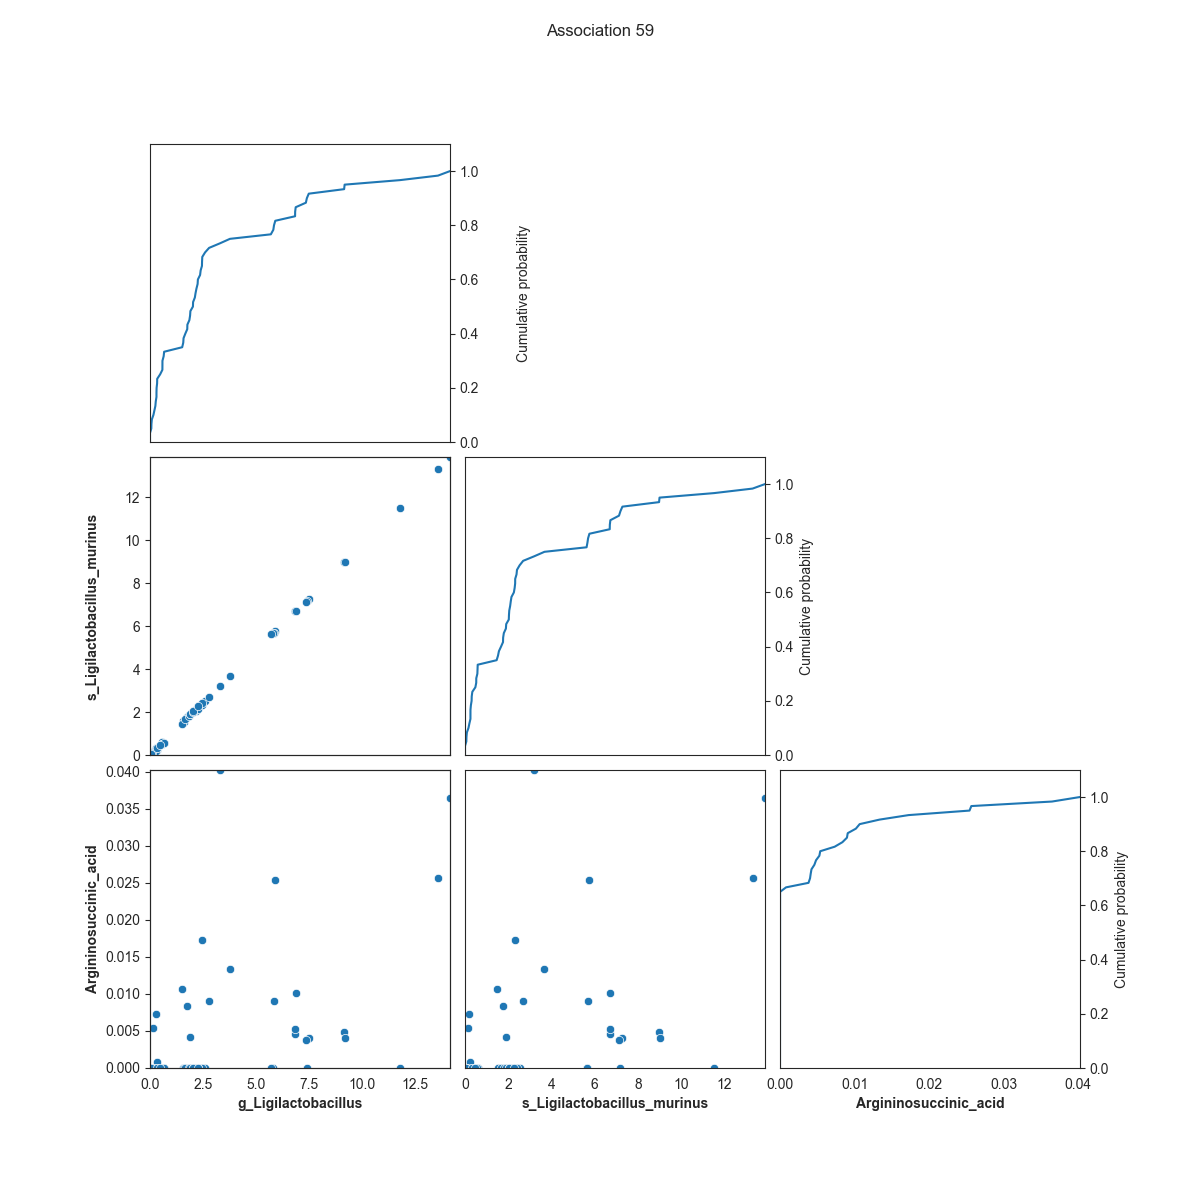 Association 59
1.0
0.8
0.6
0.4
0.2
0.0
Cumulative probability
s_Ligilactobacillus_murinus
12
10
8
6
4
2
0
1.0
0.8
0.6
0.4
0.2
0.0
Cumulative probability
Argininosuccinic_acid
0.040
0.035
0.030
0.025
0.020
0.015
0.010
0.005
0.000
0.0 2.5 5.0 7.5 10.0 12.5
g_Ligilactobacillus
0 2 4 6 8 10 12
s_Ligilactobacillus_murinus
1.0
0.8
0.6
0.4
0.2
0.0
Cumulative probability
0.00 0.01 0.02 0.03 0.04
Argininosuccinic_acid